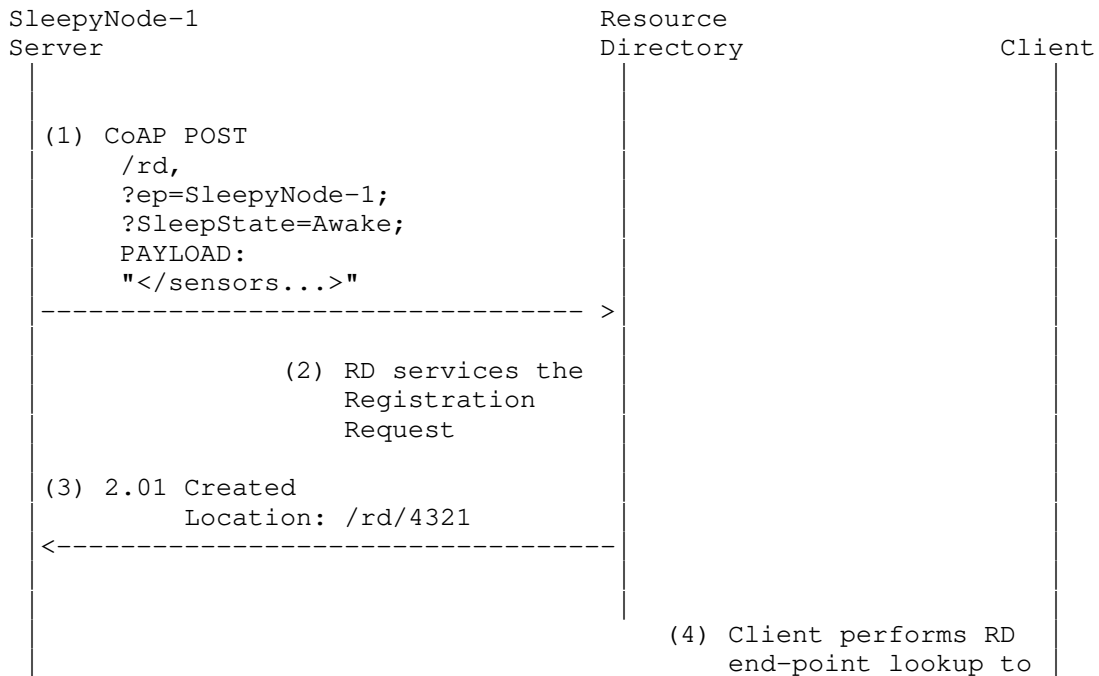 SleepyNode-1 Resource
Server Directory Client
(1) CoAP POST
/rd,
?ep=SleepyNode-1;
?SleepState=Awake;
PAYLOAD:
"</sensors...>"
---------------------------------- >
(2) RD services the
Registration
Request
(3) 2.01 Created
Location: /rd/4321
<-----------------------------------
(4) Client performs RD
end-point lookup to